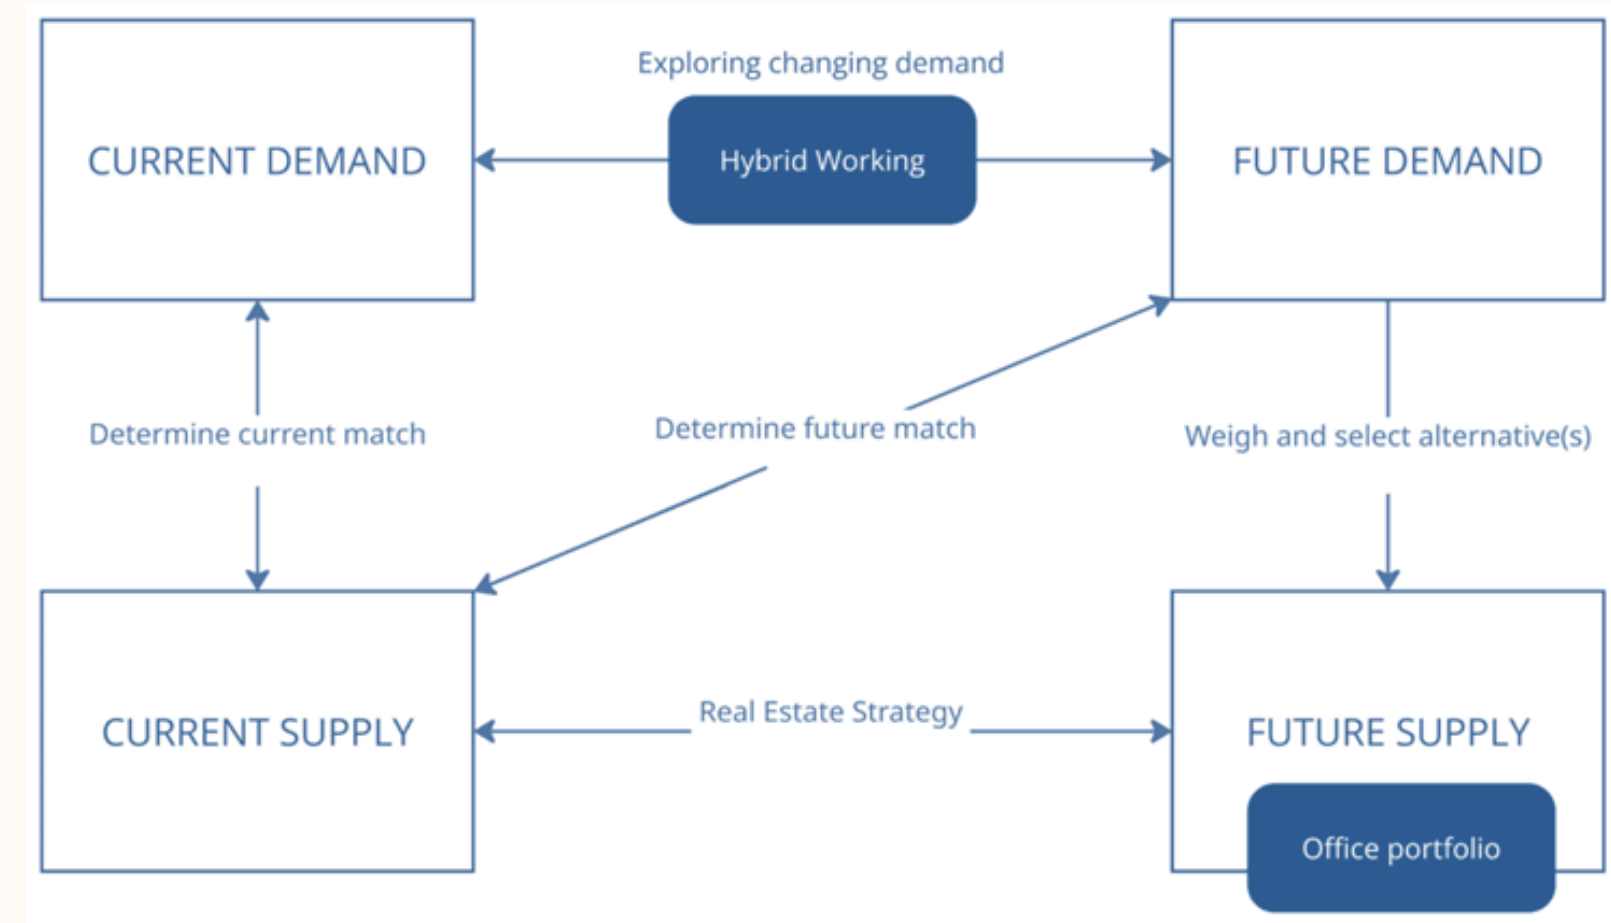 Exploring changing demand
CURRENT DEMAND
Hybrid Working
FUTURE DEMAND
Determine current match
Determine future match
Weigh and select alternative(s)
CURRENT SUPPLY
Real Estate Strategy
FUTURE SUPPLY
Office portfolio